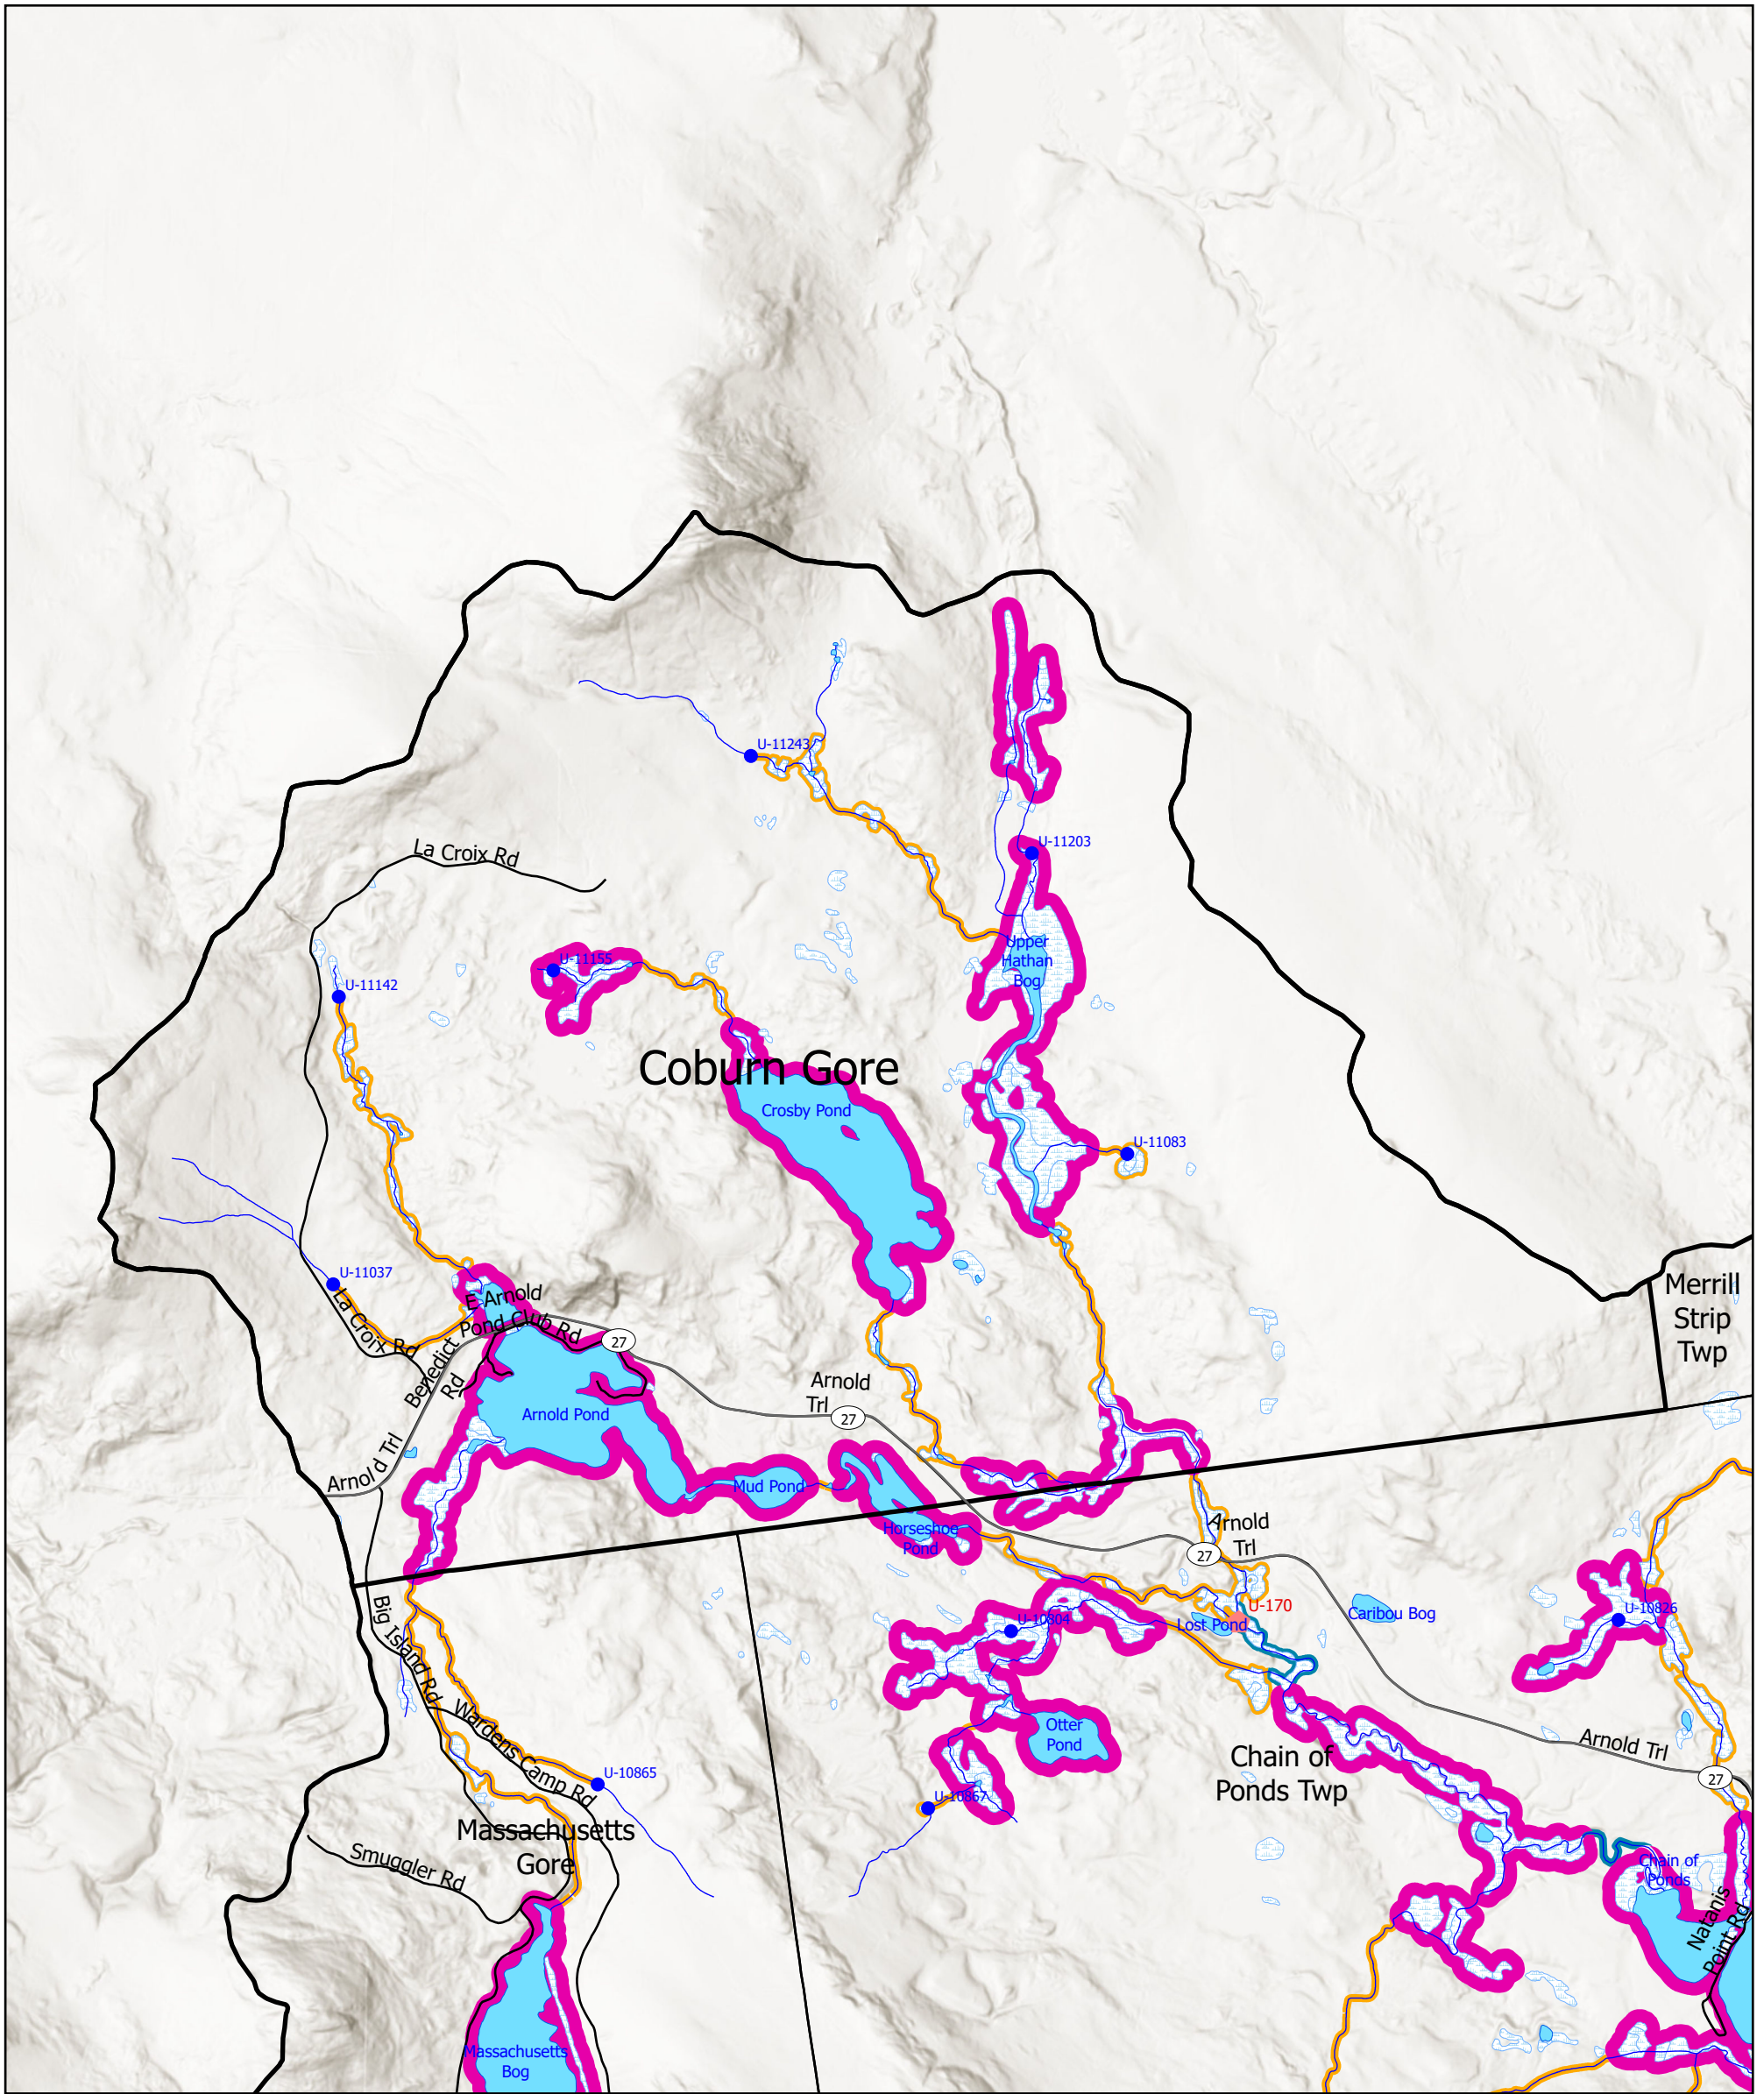 U-11243
U-11203
La Croix Rd
Upper
Hathan
Bog
U-11155
U-11142
Coburn Gore
Crosby Pond
U-11083
U-11037
Merrill
Strip
Twp
E Arnold
Pond Club Rd
La Croix Rd
27
Benedict
Rd
Arnold
Trl
27
Arnold Pond
Arnold Trl
Mud Pond
Horseshoe
Pond
Arnold
Trl
27
U-170
Lost Pond
Caribou Bog
U-10826
U-10804
Big Island Rd
Wardens Camp Rd
Otter
Pond
Arnold Trl
27
Chain of
Ponds Twp
U-10865
U-10867
Massachusetts
Gore
Smuggler Rd
Chain of
Ponds
Natanis
Point Rd
Massachusetts
Bog